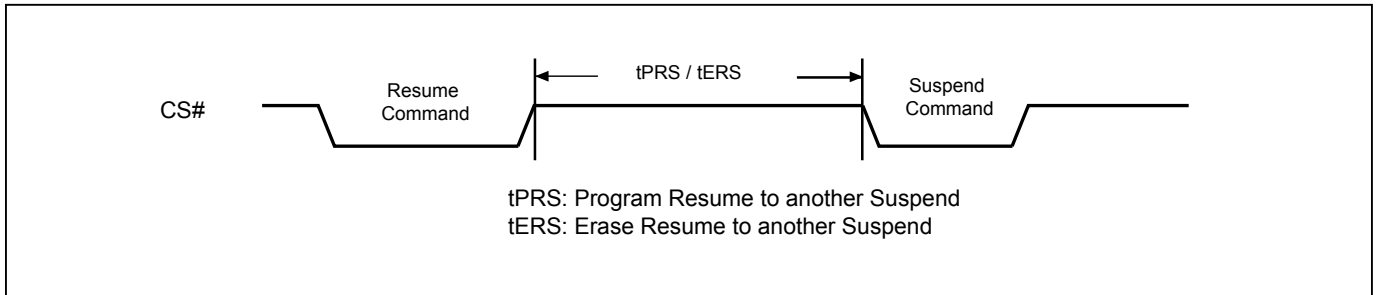 tPRS / tERS
CS#
Resume
Command
Suspend
Command
tPRS: Program Resume to another Suspend
tERS: Erase Resume to another Suspend